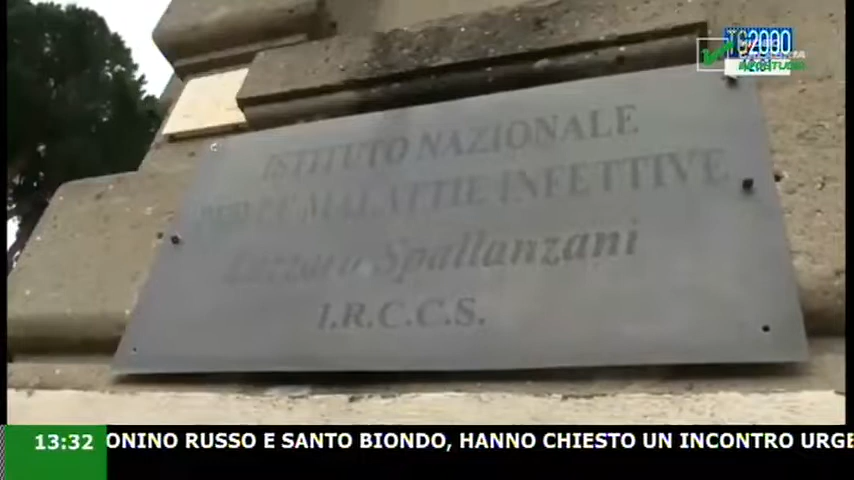 TG2000
ISTITUTO NAZIONALE
PER LE MALATTIE INFETTIVE
Lazzaro Spallanzani
I.R.C.C.S.
13:32 ONINO RUSSO E SANTO BIONDO, HANNO CHIESTO UN INCONTRO URGE